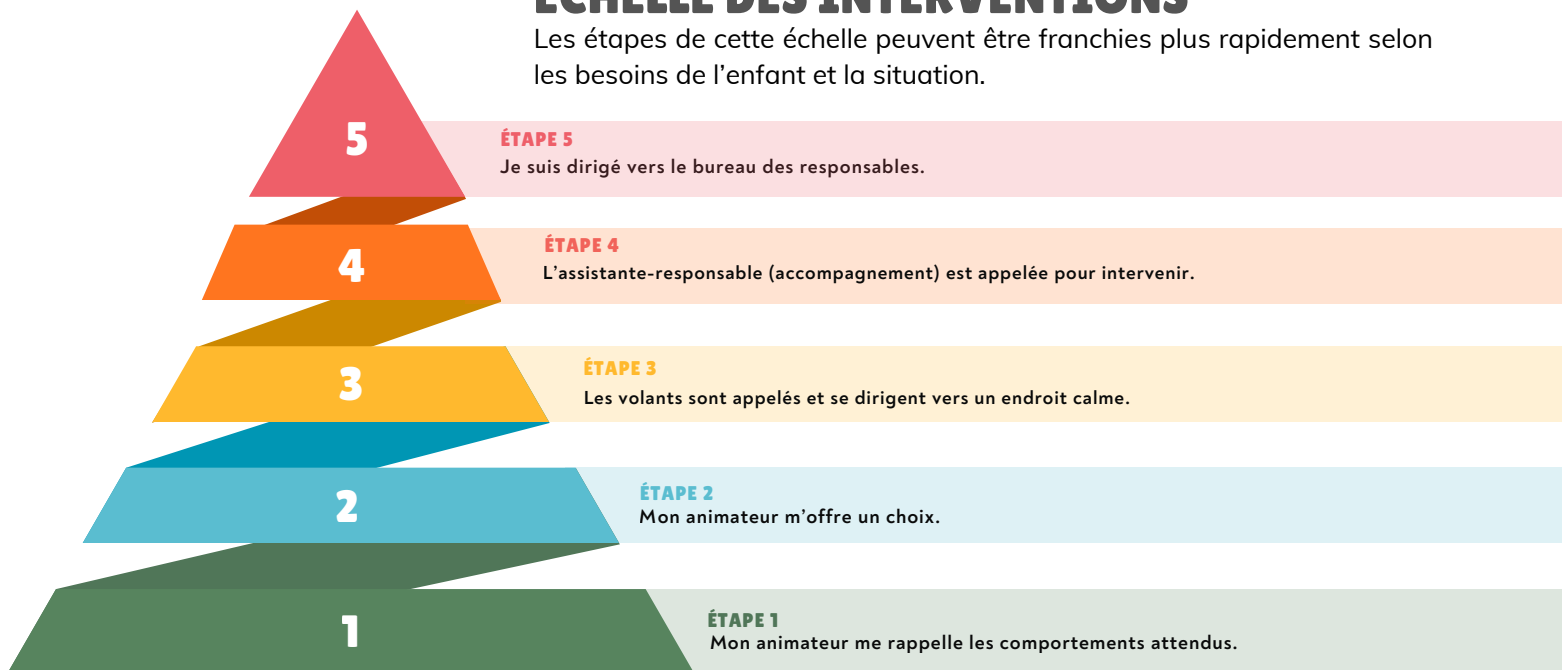 ÉCHELLE DES INTERVENTIONS
Les étapes de cette échelle peuvent être franchies plus rapidement selon
les besoins de l'enfant et la situation.
5
ÉTAPE 5
Je suis dirigé vers le bureau des responsables.
4
ÉTAPE 4
L'assistante-responsable (accompagnement) est appelée pour intervenir.
3
ÉTAPE 3
Les volants sont appelés et se dirigent vers un endroit calme.
2
ÉTAPE 2
Mon animateur m'offre un choix.
1
ÉTAPE 1
Mon animateur me rappelle les comportements attendus.